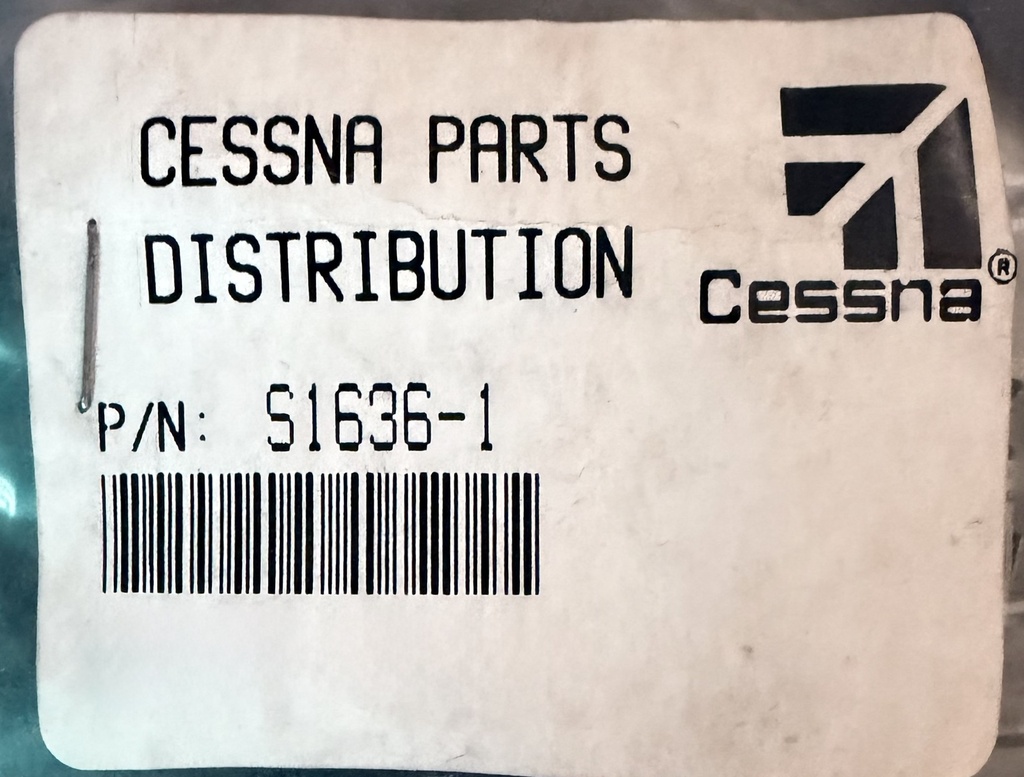 CESSNA PARTS
DISTRIBUTION
Cessna®
P/N: S1636-1